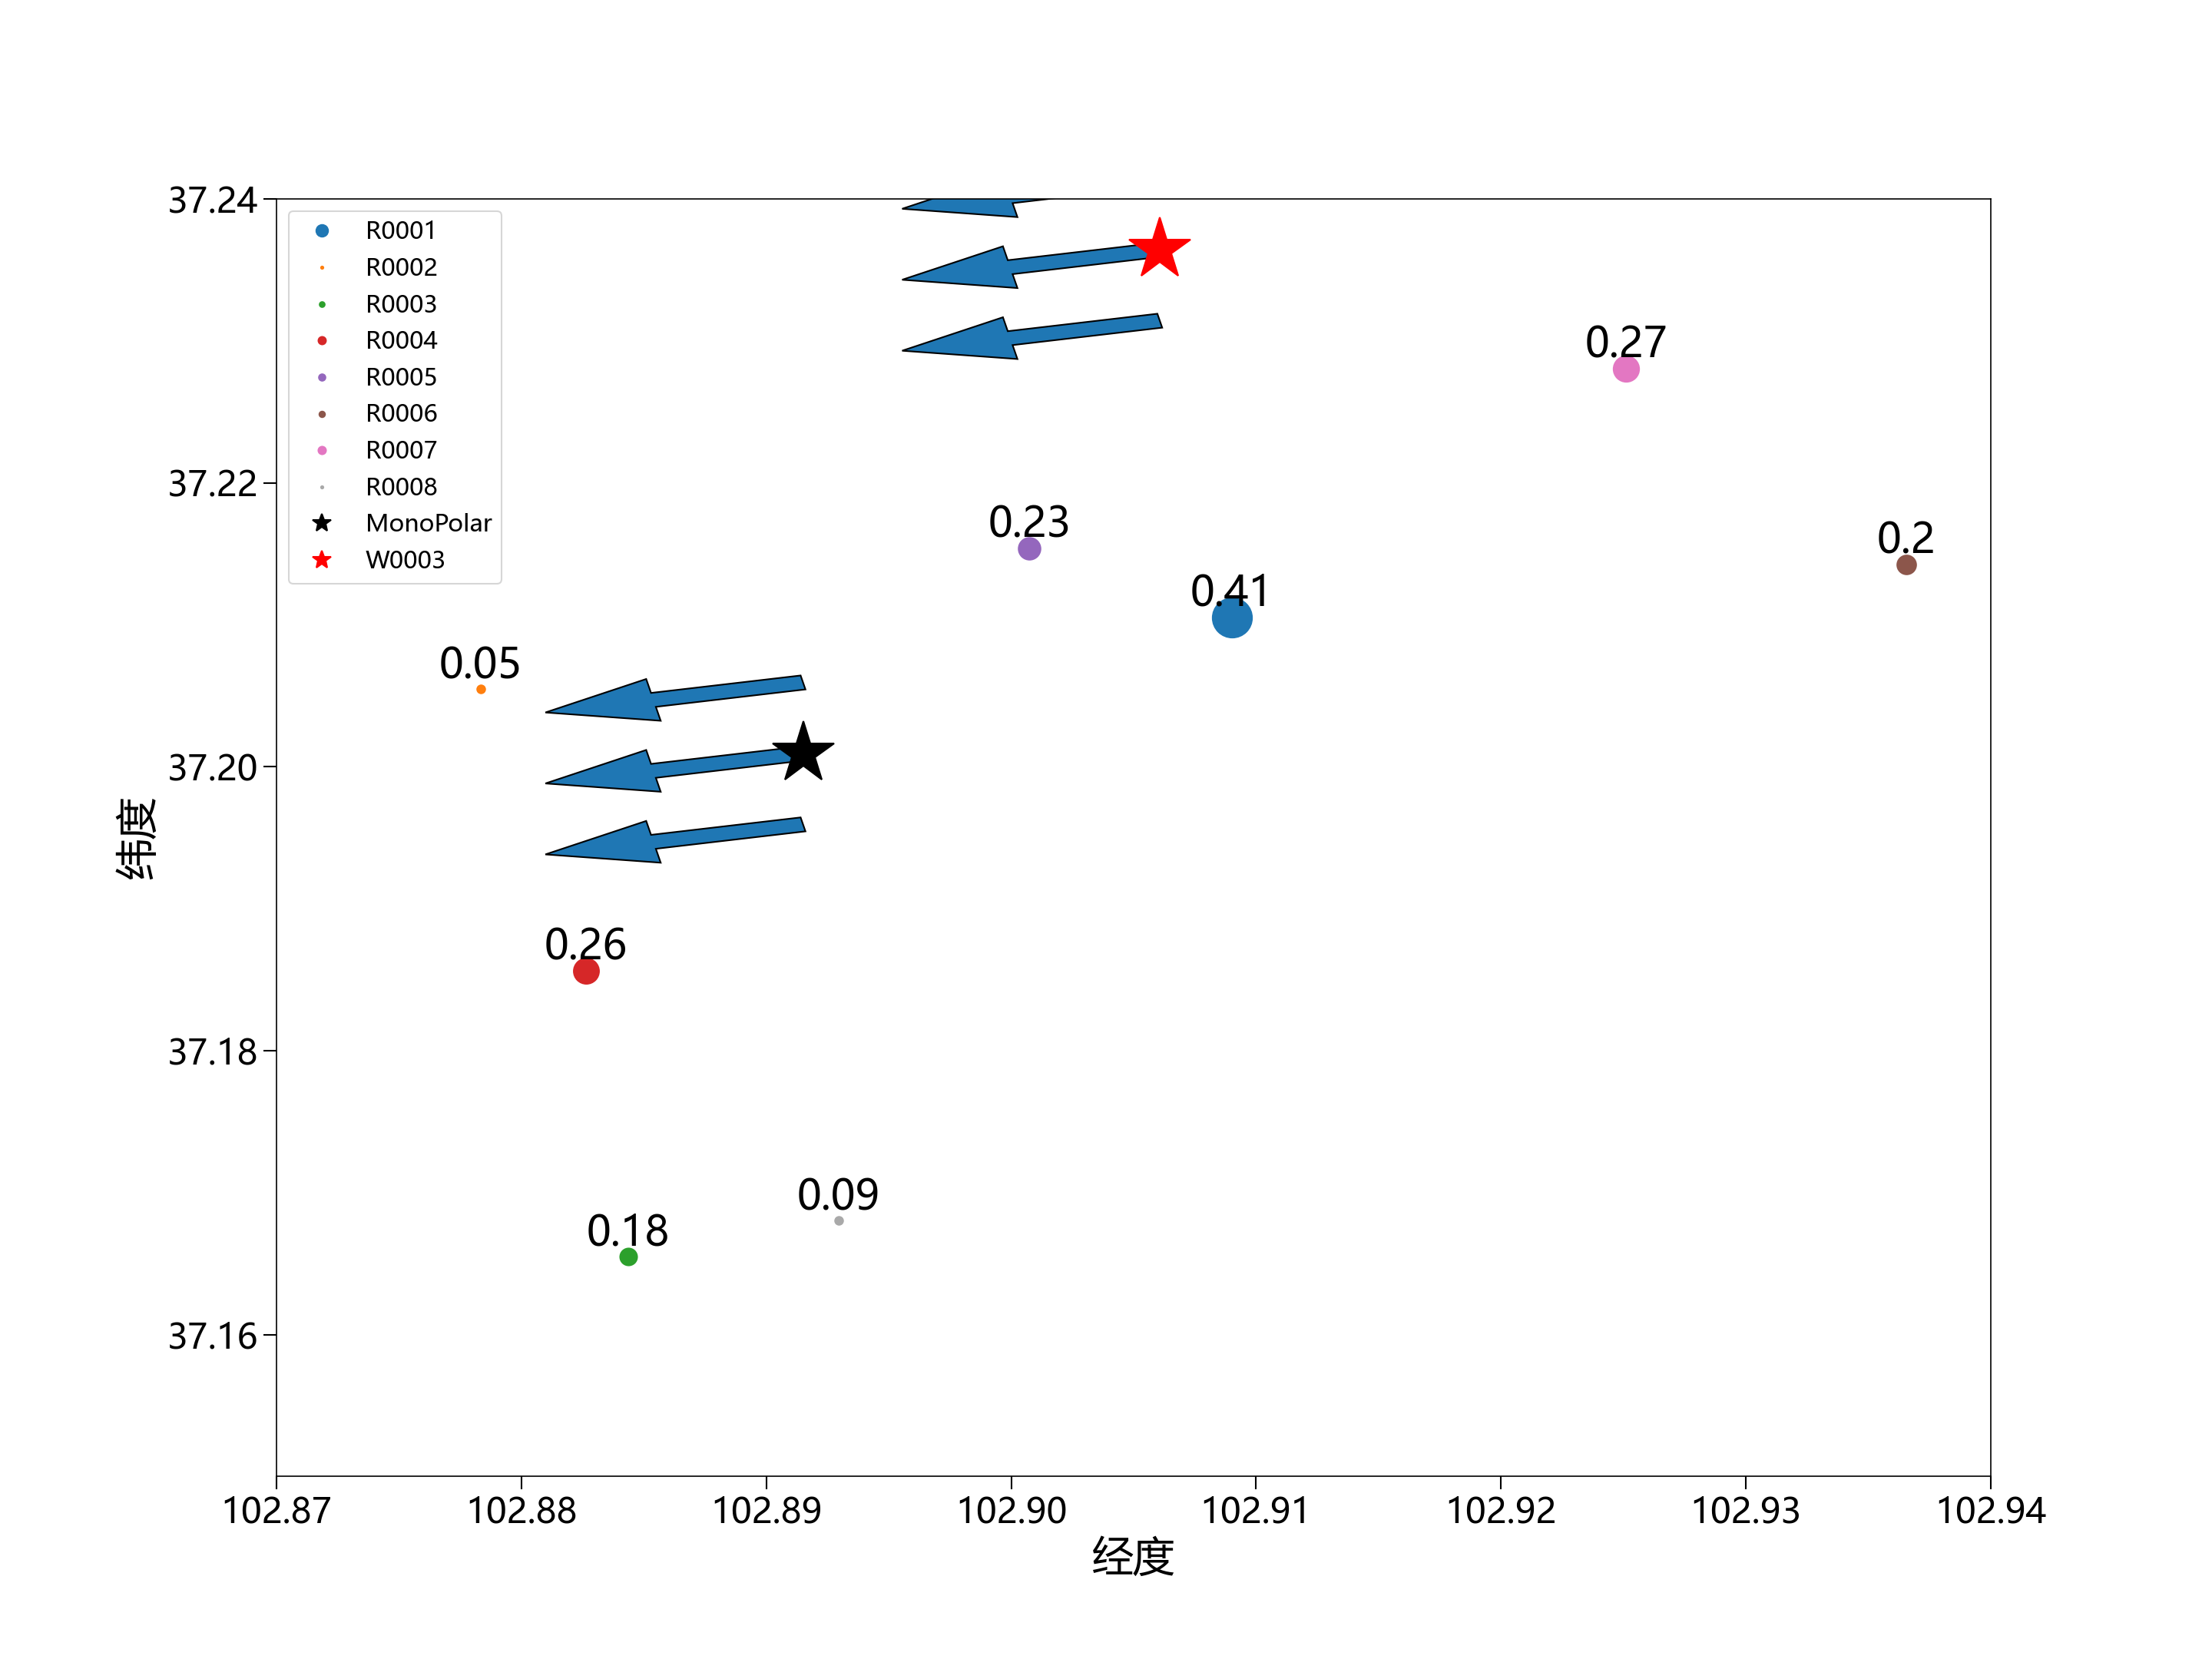 37.24
37.22
37.20
37.18
37.16
纬度
R0001
R0002
R0003
R0004
R0005
R0006
R0007
R0008
MonoPolar
W0003
0.27
0.23
0.2
0.41
0.05
0.26
0.09
0.18
102.87 102.88 102.89 102.90 102.91 102.92 102.93 102.94
经度